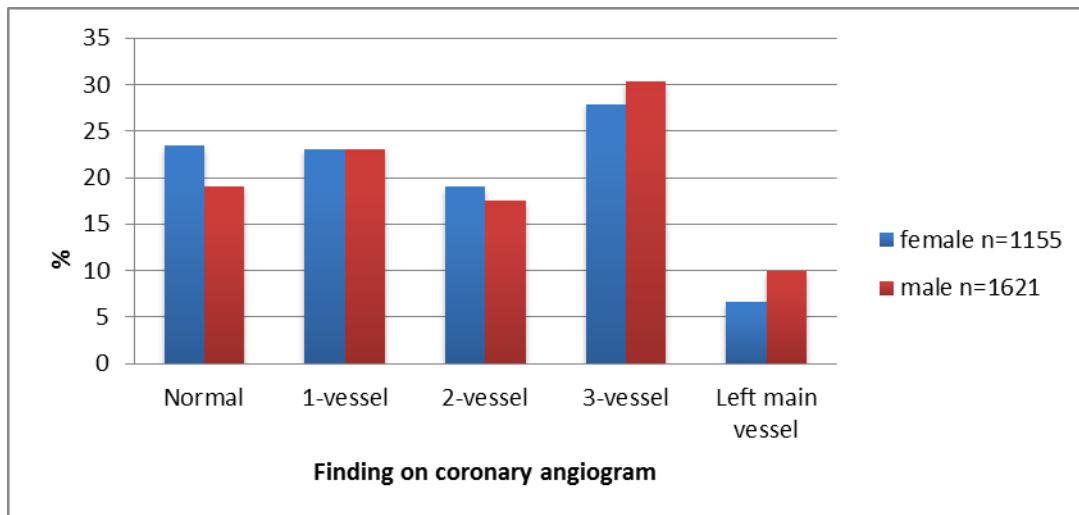 35
30
25
20
15
10
5
0
%
Normal
1-vessel
2-vessel
3-vessel
Left main
vessel
Finding on coronary angiogram
female n=1155
male n=1621